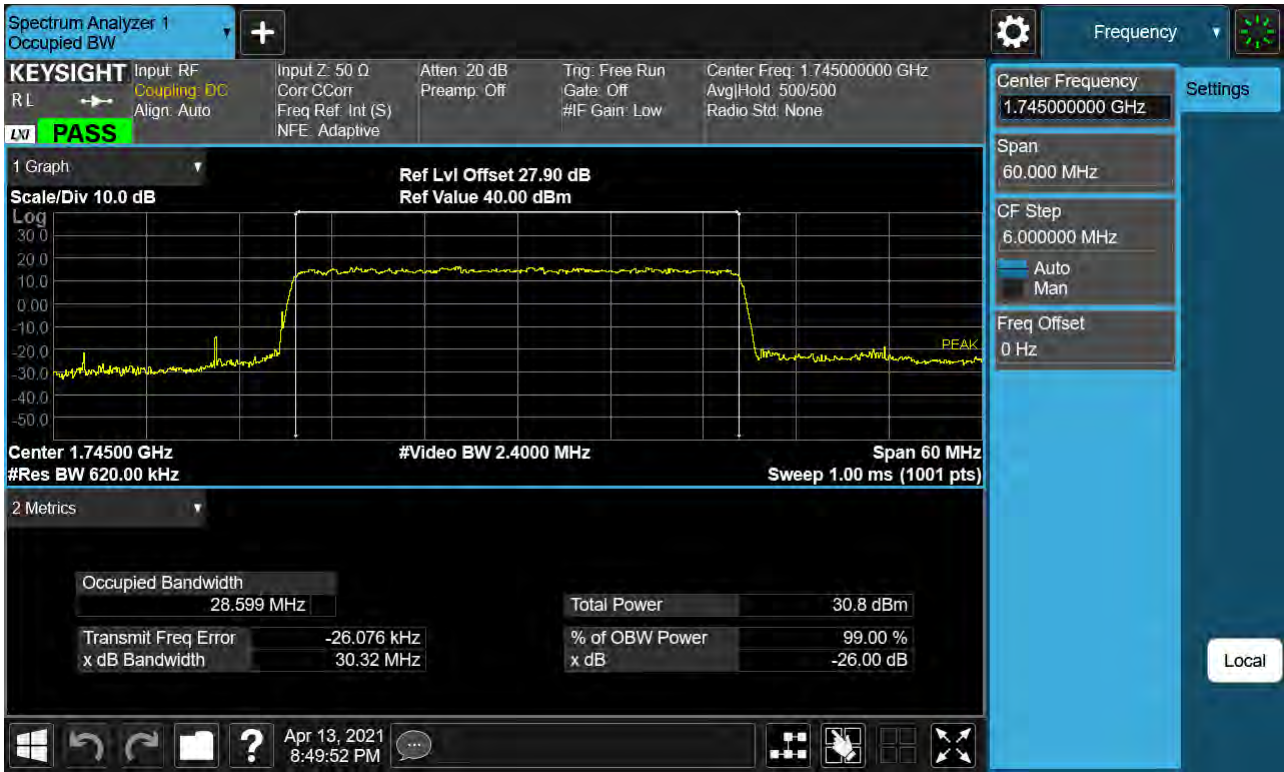 Spectrum Analyzer 1
Occupied BW
Frequency
KEYSIGHT
R L
LXI
PASS
Input: RF
Coupling: DC
Align: Auto
Input Z: 50 Ω
Corr CCorr
Freq Ref: Int (S)
NFE: Adaptive
Atten: 20 dB
Preamp: Off
Trig: Free Run
Gate: Off
#IF Gain: Low
Center Freq: 1.745000000 GHz
Avg|Hold: 500/500
Radio Std: None
Center Frequency
1.745000000 GHz
Settings
Span
60.000 MHz
CF Step
6.000000 MHz
Auto
Man
Freq Offset
0 Hz
1 Graph
Scale/Div 10.0 dB
Ref Lvl Offset 27.90 dB
Ref Value 40.00 dBm
Log
30.0
20.0
10.0
0.00
-10.0
-20.0
-30.0
-40.0
-50.0
PEAK
Center 1.74500 GHz
#Video BW 2.4000 MHz
Span 60 MHz
#Res BW 620.00 kHz
Sweep 1.00 ms (1001 pts)
2 Metrics
Occupied Bandwidth
28.599 MHz
Total Power 30.8 dBm
Transmit Freq Error -26.076 kHz
% of OBW Power 99.00 %
x dB Bandwidth 30.32 MHz
x dB -26.00 dB
Local
Apr 13, 2021
8:49:52 PM